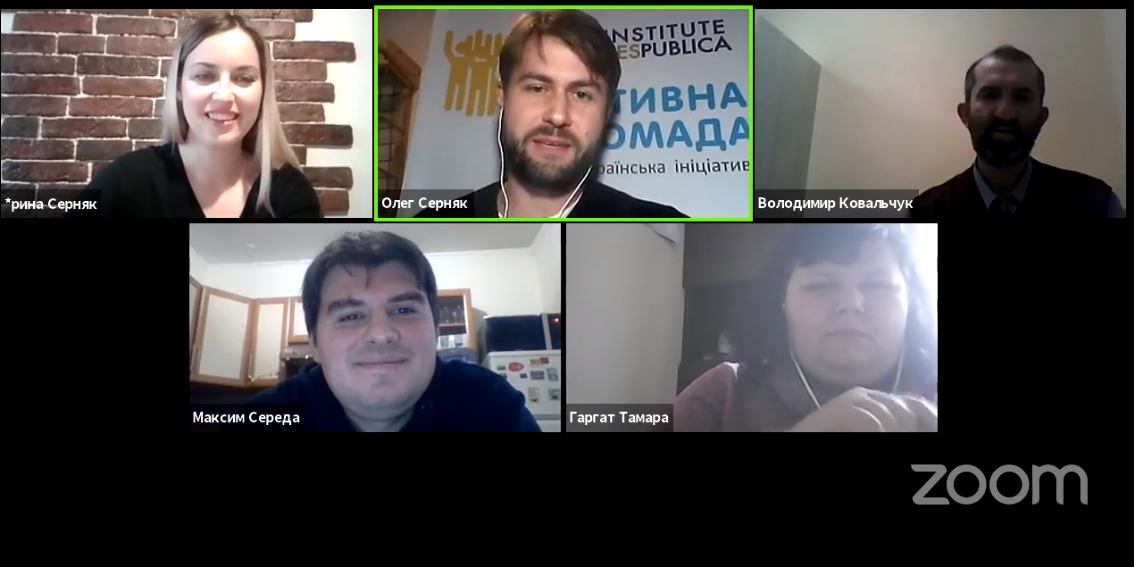 INSTITUTE
ESPUBLICA
ТИВНА
ОМАДА
раїнська ініціатив
*рина Серняк
Олег Серняк
Володимир Ковальчук
Максим Середа
Гаргат Тамара
zoom